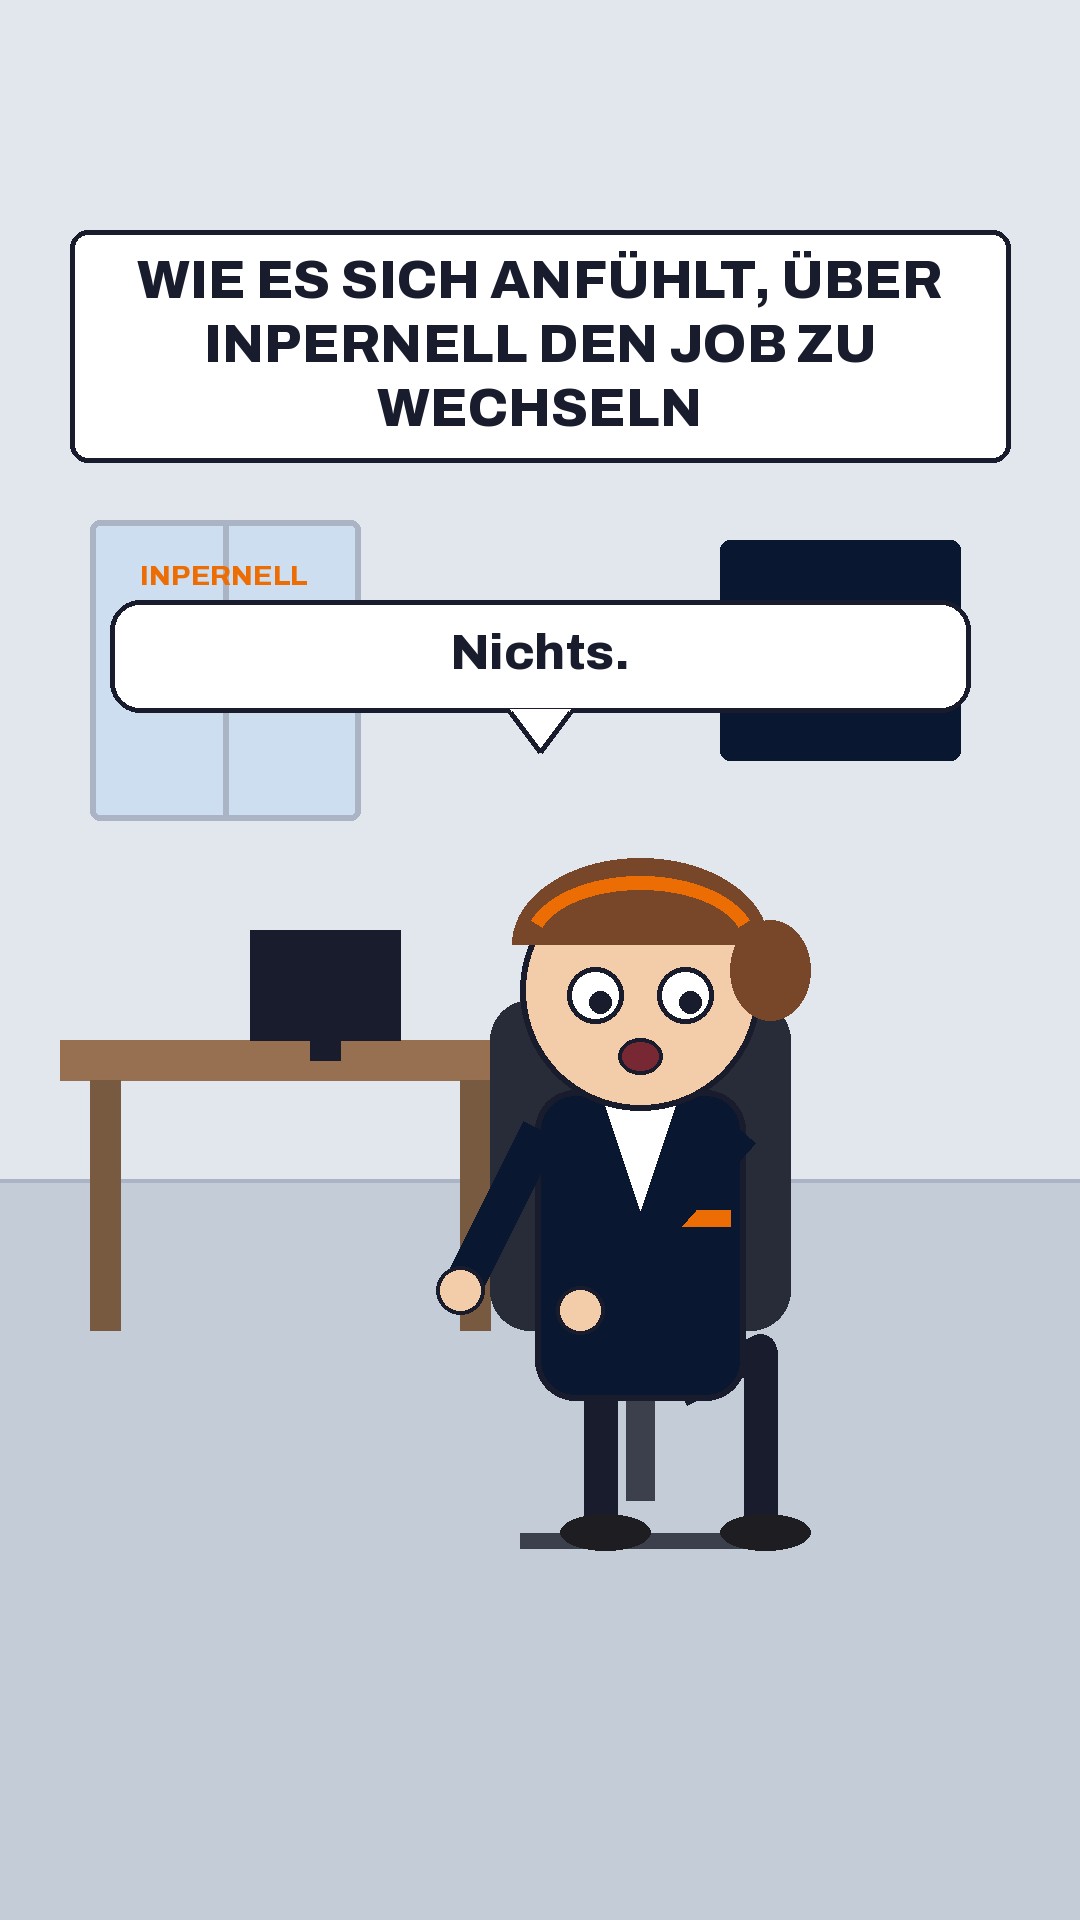 WIE ES SICH ANFÜHLT, ÜBER
INPERNELL DEN JOB ZU
WECHSELN
INPERNELL
Nichts.